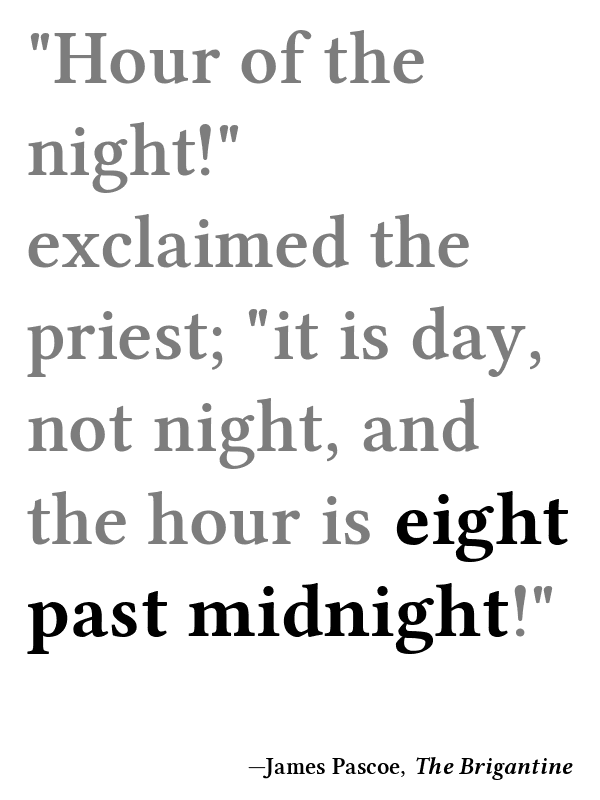 "Hour of the
night!"
exclaimed the
priest; "it is day,
not night, and
the hour is eight
past midnight!"
—James Pascoe, The Brigantine